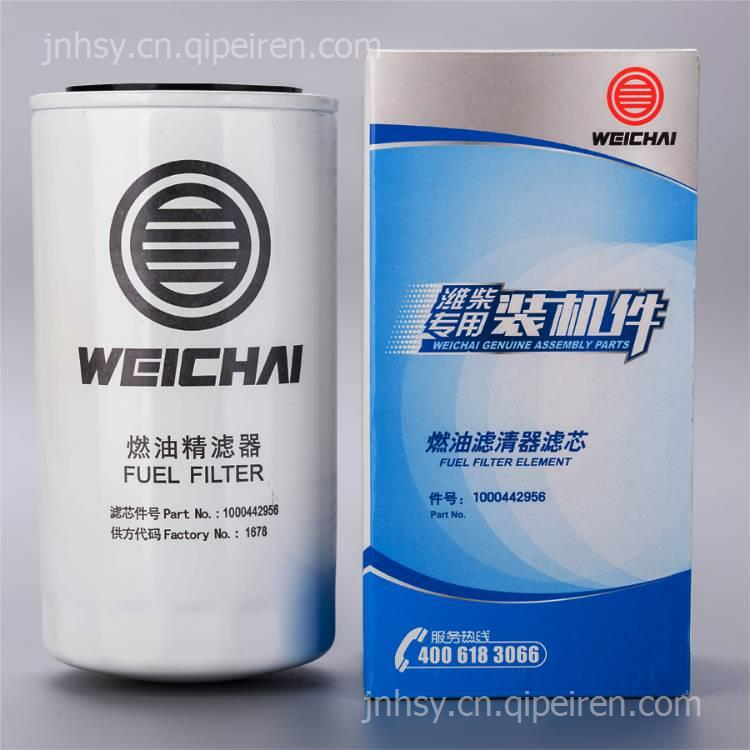 jnhsy.cn.qipeiren.com
WEICHAI
燃油精滤器
FUEL FILTER
滤芯件号 Part No. : 1000442956
供方代码 Factory No. : 1678
WEICHAI
潍柴
专用
装机件
WEICHAI GENUINE ASSEMBLY PARTS
燃油滤清器滤芯
FUEL FILTER ELEMENT
件号: 1000442956
Part No.
服务热线
400 618 3066
jnhsy.cn.qipeiren.com